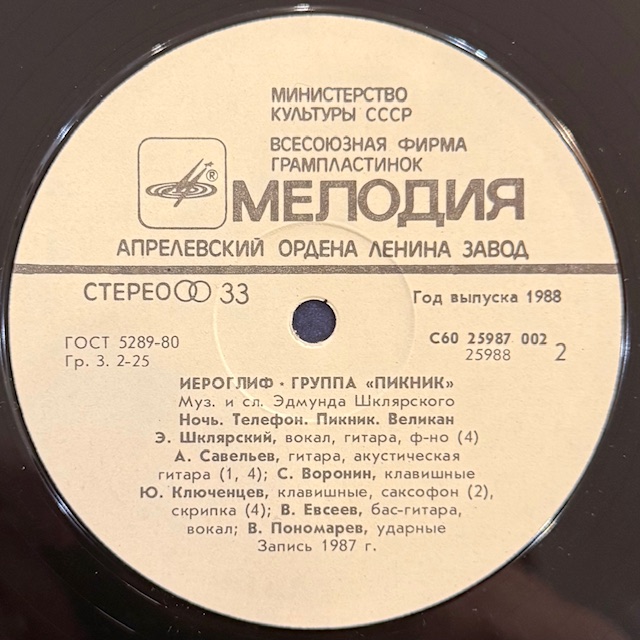 МИНИСТЕРСТВО
КУЛЬТУРЫ СССР
ВСЕСОЮЗНАЯ ФИРМА
ГРАМПЛАСТИНОК
®
МЕЛОДИЯ
АПРЕЛЕВСКИЙ ОРДЕНА ЛЕНИНА ЗАВОД
СТЕРЕО 33
Год выпуска 1988
ГОСТ 5289-80
Гр. 3. 2-25
С60 25987 002
25988 2
ИЕРОГЛИФ · ГРУППА «ПИКНИК»
Муз. и сл. Эдмунда Шклярского
Ночь. Телефон. Пикник. Великан
Э. Шклярский, вокал, гитара, ф-но (4)
А. Савельев, гитара, акустическая
гитара (1, 4); С. Воронин, клавишные
Ю. Ключенцев, клавишные, саксофон (2),
скрипка (4); В. Евсеев, бас-гитара,
вокал; В. Пономарев, ударные
Запись 1987 г.